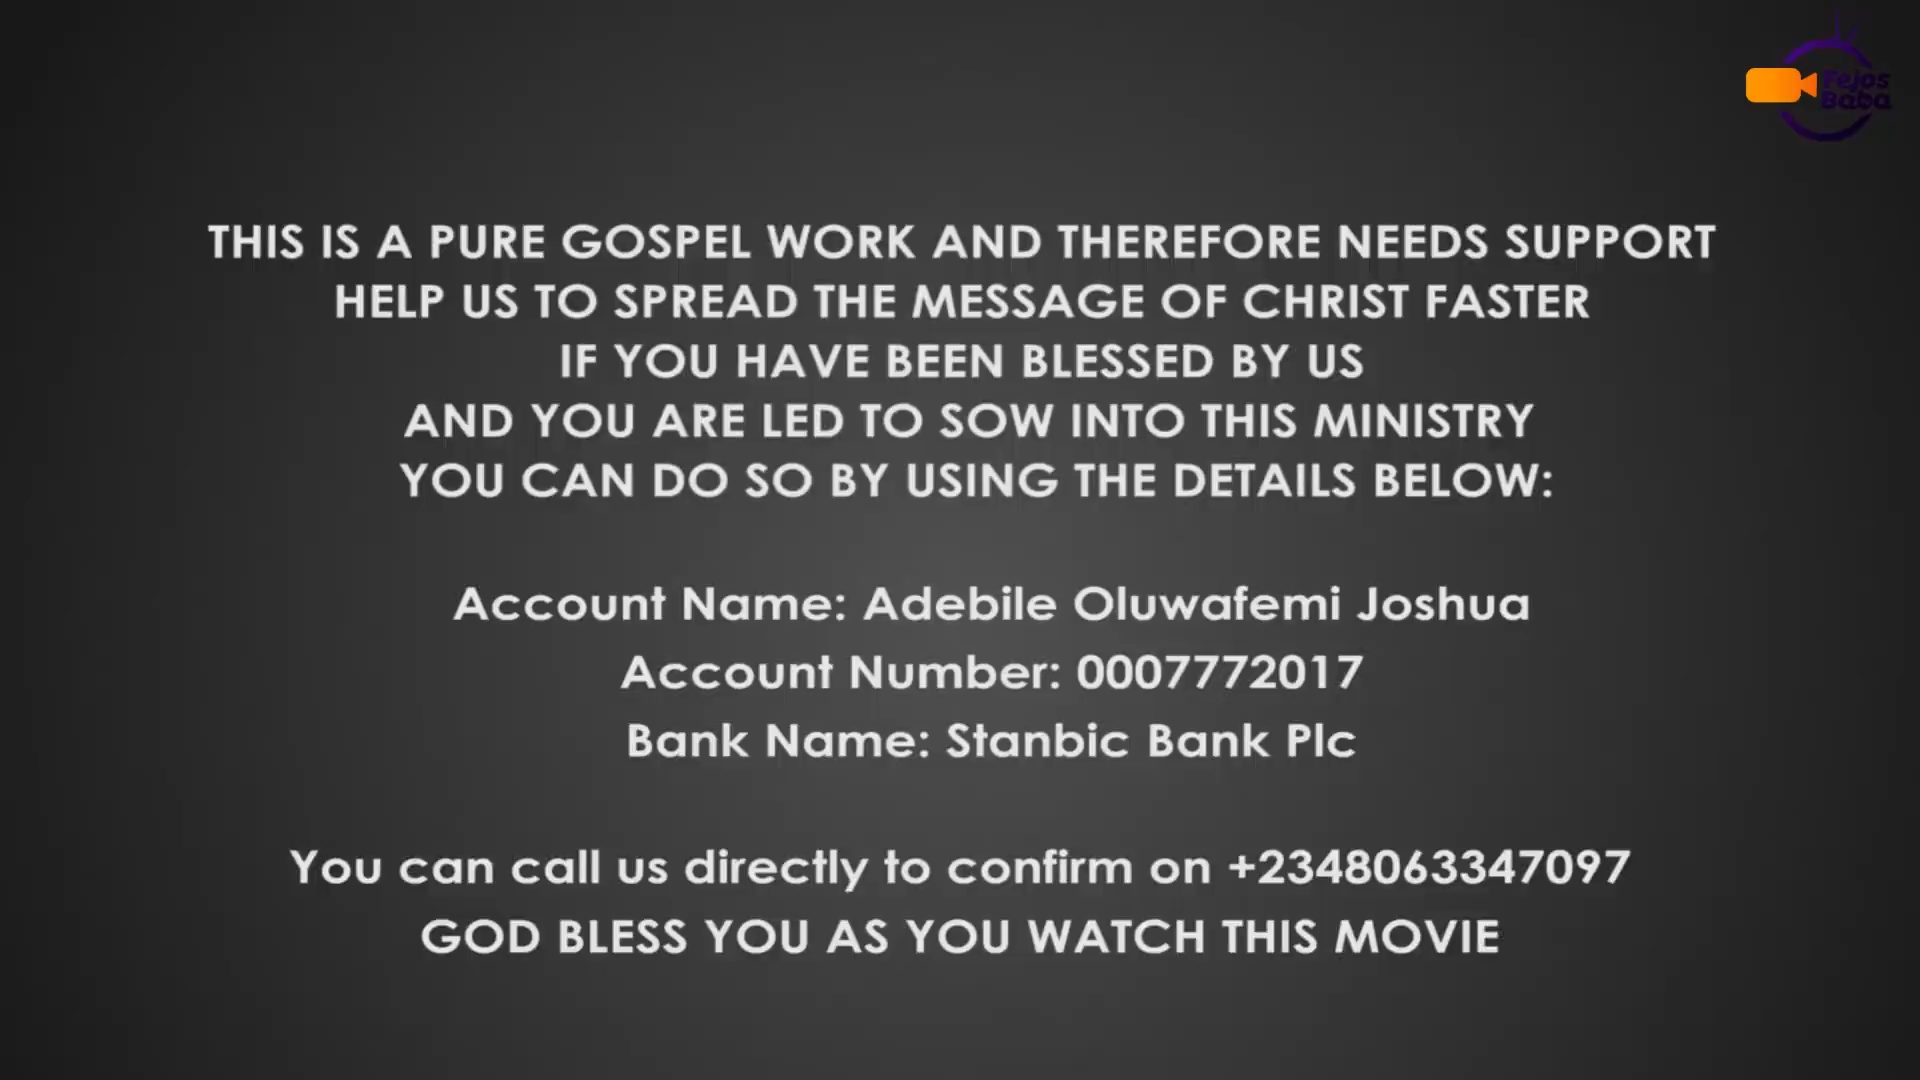 Fejos
Baba
THIS IS A PURE GOSPEL WORK AND THEREFORE NEEDS SUPPORT
HELP US TO SPREAD THE MESSAGE OF CHRIST FASTER
IF YOU HAVE BEEN BLESSED BY US
AND YOU ARE LED TO SOW INTO THIS MINISTRY
YOU CAN DO SO BY USING THE DETAILS BELOW:
Account Name: Adebile Oluwafemi Joshua
Account Number: 0007772017
Bank Name: Stanbic Bank Plc
You can call us directly to confirm on +2348063347097
GOD BLESS YOU AS YOU WATCH THIS MOVIE